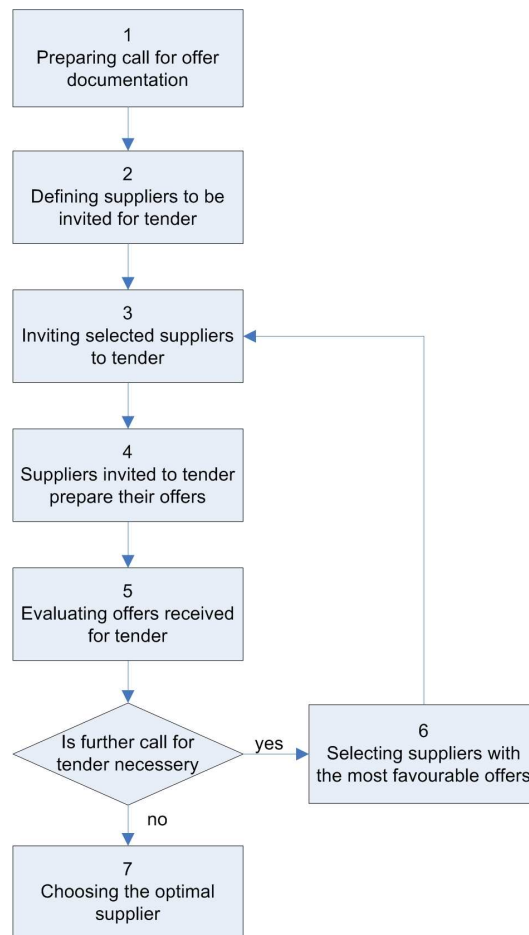 1
Preparing call for offer
documentation
2
Defining suppliers to be
invited for tender
3
Inviting selected suppliers
to tender
4
Suppliers invited to tender
prepare their offers
5
Evaluating offers received
for tender
Is further call for
tender necessery
yes
6
Selecting suppliers with
the most favourable offers
no
7
Choosing the optimal
supplier